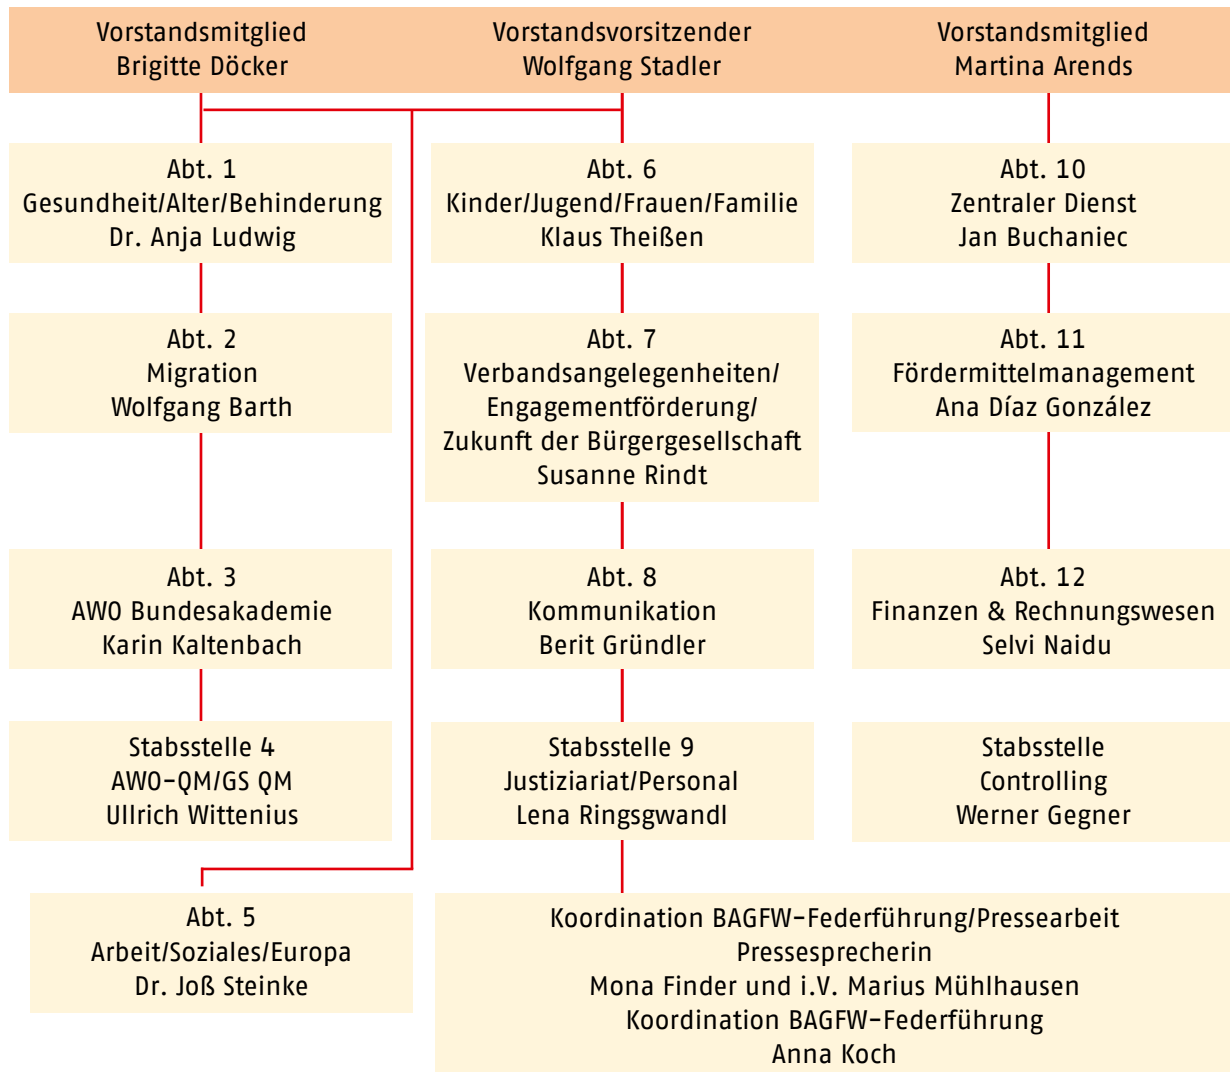 Vorstandsmitglied
Brigitte Döcker
Vorstandsvorsitzender
Wolfgang Stadler
Vorstandsmitglied
Martina Arends
Abt. 1
Gesundheit/Alter/Behinderung
Dr. Anja Ludwig
Abt. 6
Kinder/Jugend/Frauen/Familie
Klaus Theißen
Abt. 10
Zentraler Dienst
Jan Buchaniec
Abt. 2
Migration
Wolfgang Barth
Abt. 7
Verbandsangelegenheiten/
Engagementförderung/
Zukunft der Bürgergesellschaft
Susanne Rindt
Abt. 11
Fördermittelmanagement
Ana Díaz González
Abt. 3
AWO Bundesakademie
Karin Kaltenbach
Abt. 8
Kommunikation
Berit Gründler
Abt. 12
Finanzen & Rechnungswesen
Selvi Naidu
Stabsstelle 4
AWO-QM/GS QM
Ullrich Wittenius
Stabsstelle 9
Justiziariat/Personal
Lena Ringsgwandl
Stabsstelle
Controlling
Werner Gegner
Abt. 5
Arbeit/Soziales/Europa
Dr. Joß Steinke
Koordination BAGFW-Federführung/Pressearbeit
Pressesprecherin
Mona Finder und i.V. Marius Mühlhausen
Koordination BAGFW-Federführung
Anna Koch